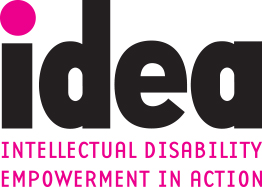 idea
INTELLECTUAL DISABILITY
EMPOWERMENT IN ACTION